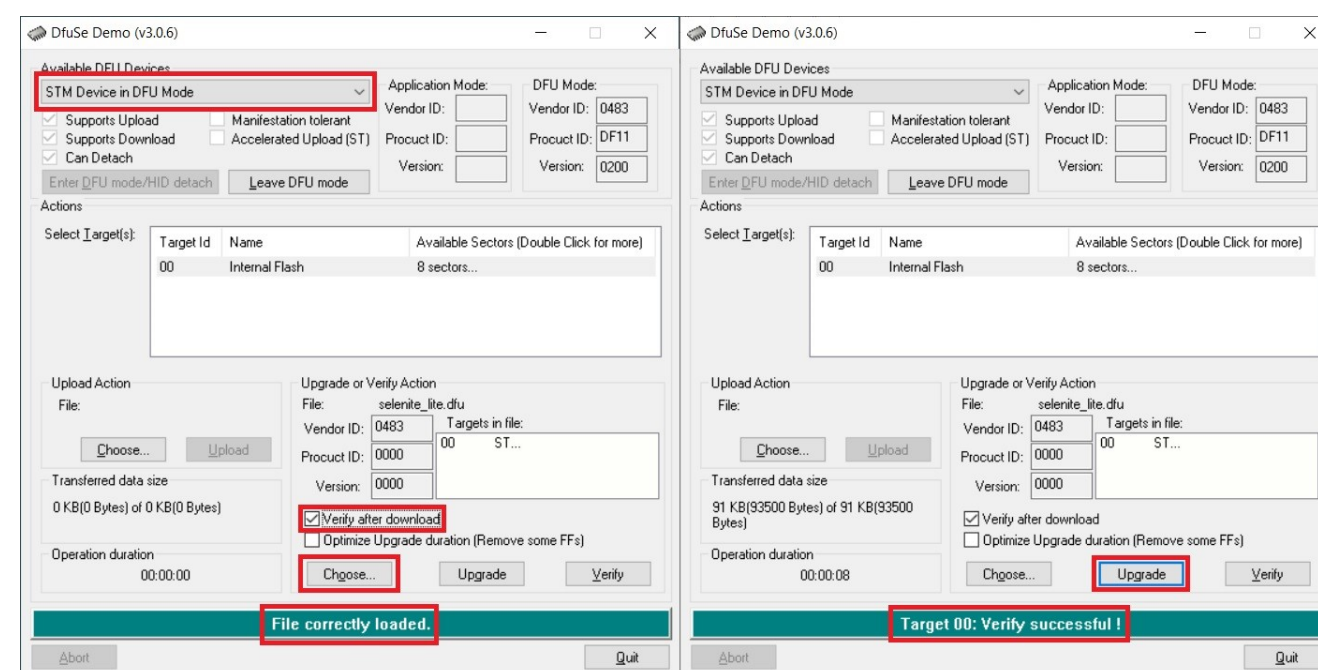 DfuSe Demo (v3.0.6)
Available DFU Devices
STM Device in DFU Mode
Supports Upload
Manifestation tolerant
Supports Download
Accelerated Upload (ST)
Can Detach
Enter DFU mode/HID detach
Leave DFU mode
Application Mode:
Vendor ID:
Procuct ID:
Version:
DFU Mode:
Vendor ID: 0483
Procuct ID: DF11
Version: 0200
Actions
Select Target(s):
Target Id Name Available Sectors (Double Click for more)
00 Internal Flash 8 sectors...
Upload Action
File:
Choose... Upload
Transferred data size
0 KB(0 Bytes) of 0 KB(0 Bytes)
Operation duration
00:00:00
Upgrade or Verify Action
File: selenite_lite.dfu
Vendor ID: 0483
Procuct ID: 0000
Version: 0000
Targets in file:
00 ST...
Verify after download
Optimize Upgrade duration (Remove some FFs)
Choose... Upgrade Verify
File correctly loaded.
Abort Quit
DfuSe Demo (v3.0.6)
Available DFU Devices
STM Device in DFU Mode
Supports Upload
Manifestation tolerant
Supports Download
Accelerated Upload (ST)
Can Detach
Enter DFU mode/HID detach
Leave DFU mode
Application Mode:
Vendor ID:
Procuct ID:
Version:
DFU Mode:
Vendor ID: 0483
Procuct ID: DF11
Version: 0200
Actions
Select Target(s):
Target Id Name Available Sectors (Double Click for more)
00 Internal Flash 8 sectors...
Upload Action
File:
Choose... Upload
Transferred data size
91 KB(93500 Bytes) of 91 KB(93500
Bytes)
Operation duration
00:00:08
Upgrade or Verify Action
File: selenite_lite.dfu
Vendor ID: 0483
Procuct ID: 0000
Version: 0000
Targets in file:
00 ST...
Verify after download
Optimize Upgrade duration (Remove some FFs)
Choose... Upgrade Verify
Target 00: Verify successful !
Abort Quit